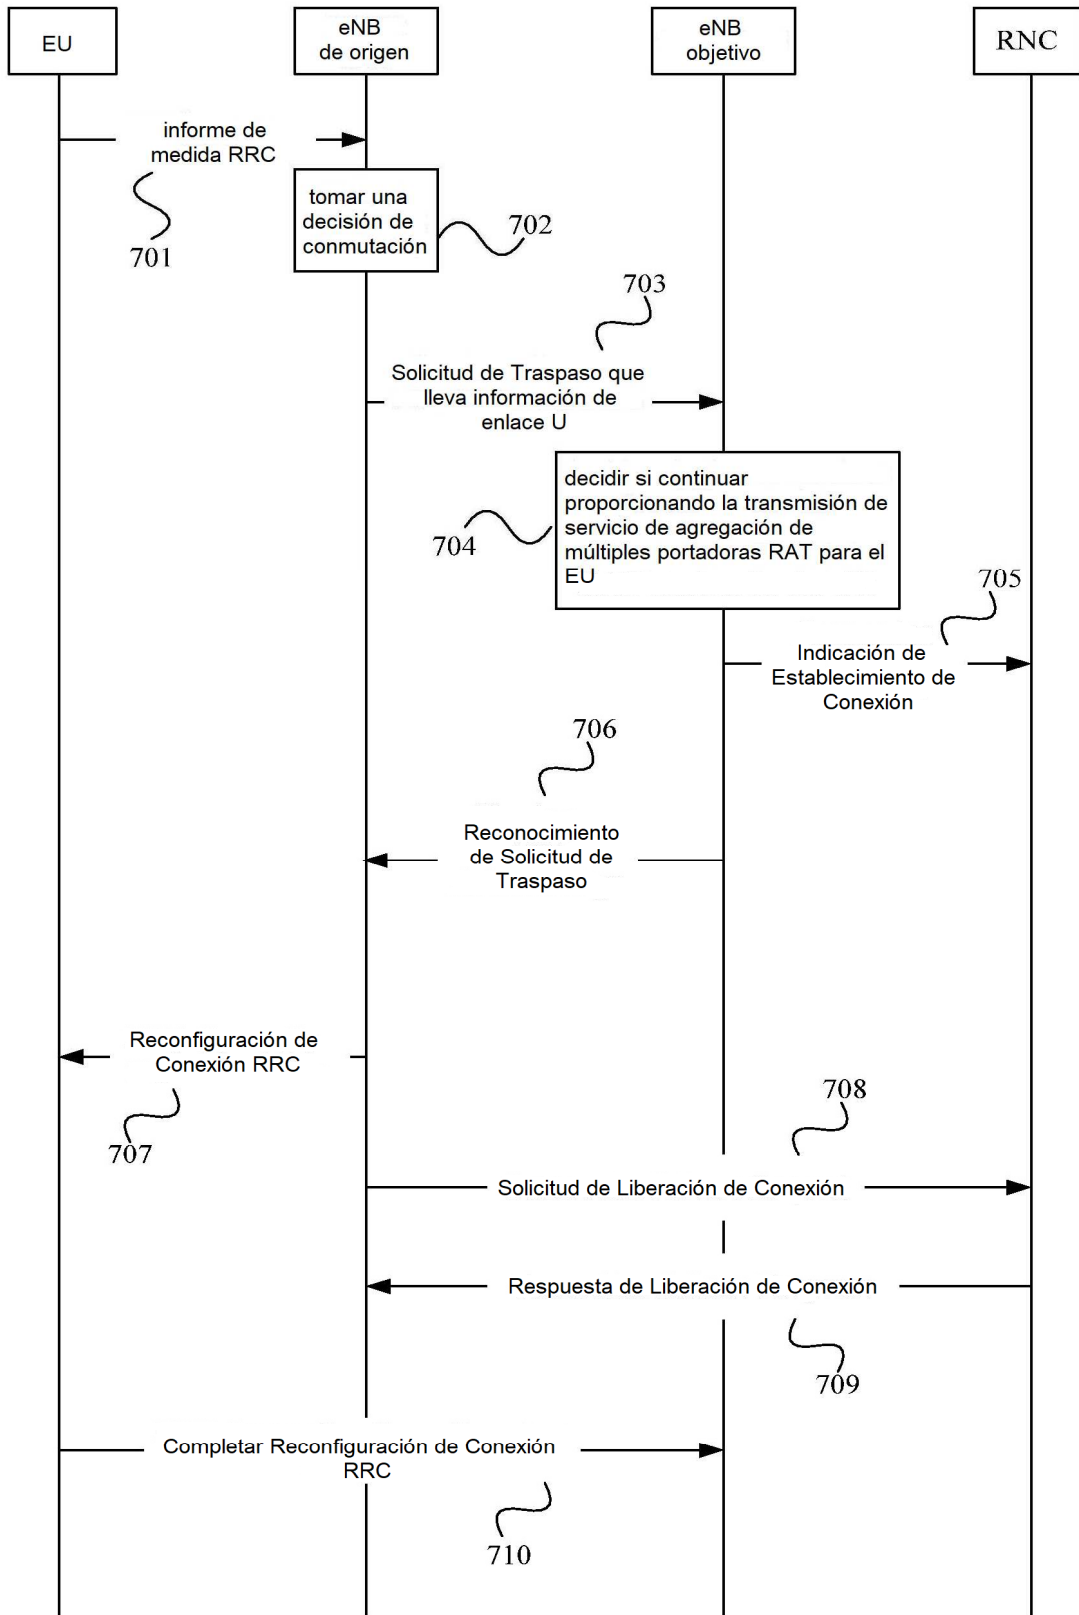 EU
eNB
de origen
eNB
objetivo
RNC
informe de
medida RRC
701
tomar una
decisión de
conmutación
702
703
Solicitud de Traspaso que
lleva información de
enlace U
decidir si continuar
proporcionando la transmisión de
servicio de agregación de
múltiples portadoras RAT para el
EU
704
705
Indicación de
Establecimiento de
Conexión
706
Reconocimiento
de Solicitud de
Traspaso
Reconfiguración de
Conexión RRC
707
708
Solicitud de Liberación de Conexión
Respuesta de Liberación de Conexión
709
Completar Reconfiguración de Conexión
RRC
710